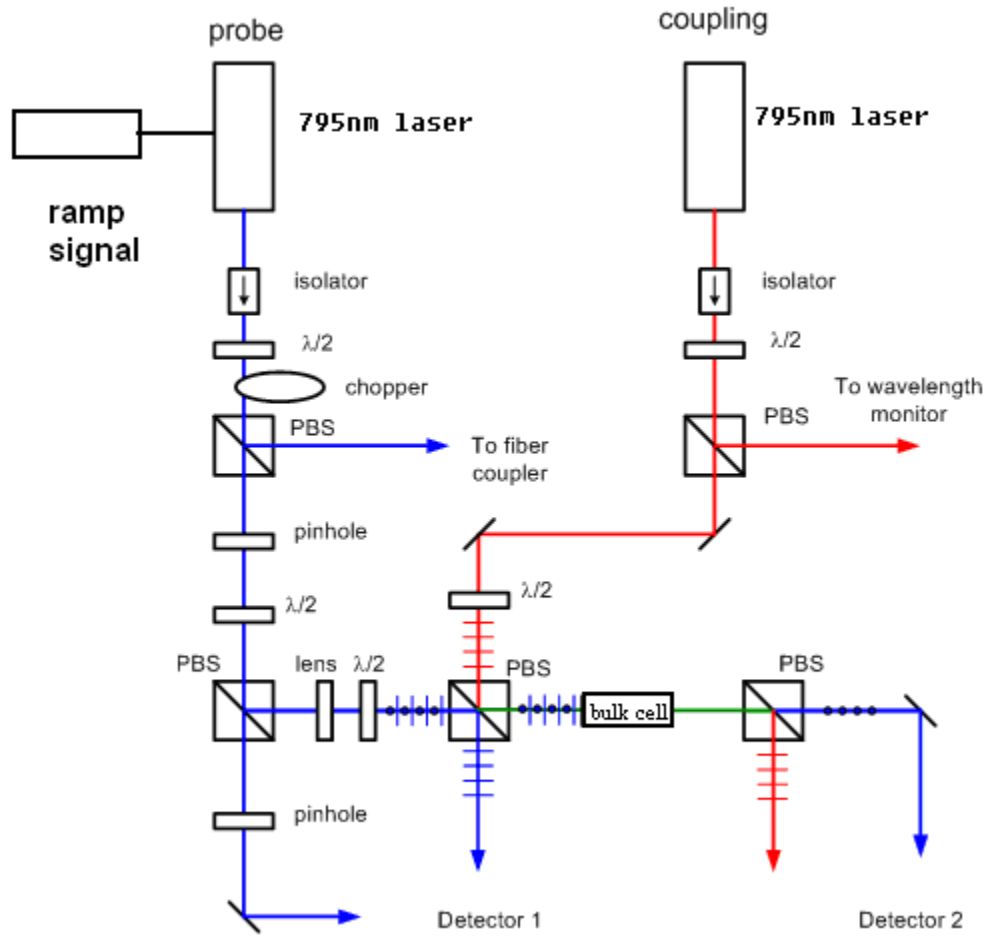 probe
coupling
795nm laser
795nm laser
ramp
signal
isolator
isolator
λ/2
λ/2
chopper
To wavelength
monitor
PBS
PBS
To fiber
coupler
pinhole
λ/2
λ/2
PBS
lens
λ/2
PBS
PBS
bulk cell
pinhole
Detector 1
Detector 2